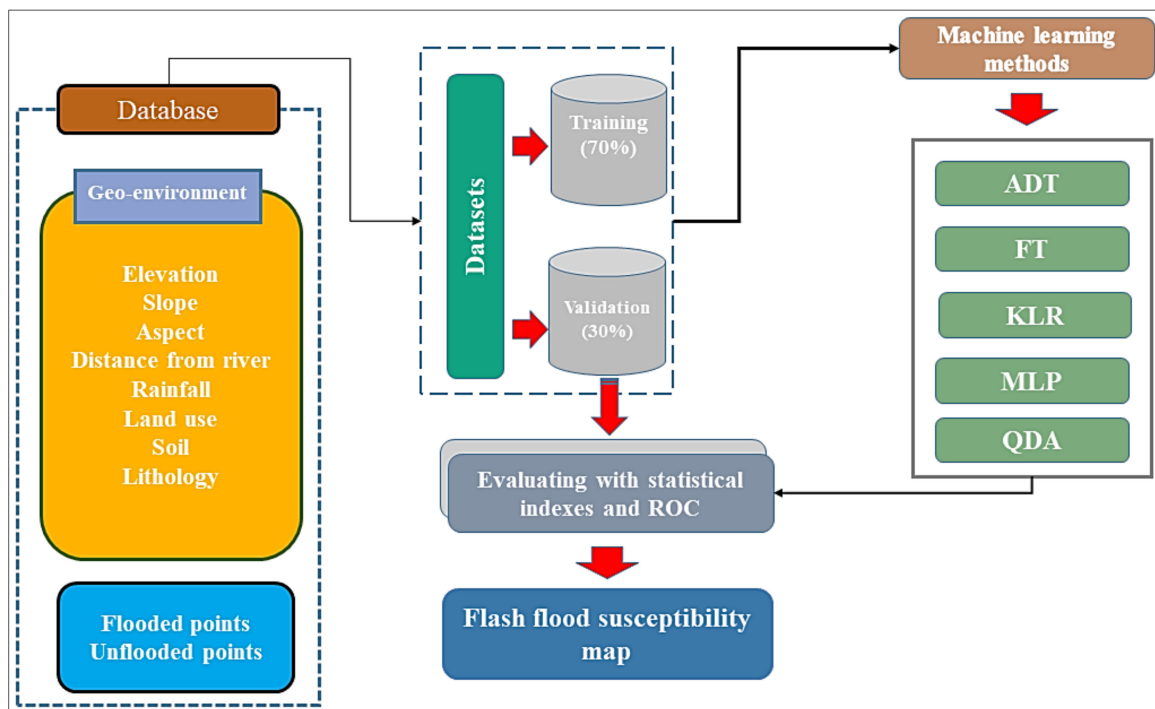 Database
Geo-environment
Elevation
Slope
Aspect
Distance from river
Rainfall
Land use
Soil
Lithology
Flooded points
Unflooded points
Datasets
Training
(70%)
Validation
(30%)
Machine learning
methods
ADT
FT
KLR
MLP
QDA
Evaluating with statistical
indexes and ROC
Flash flood susceptibility
map